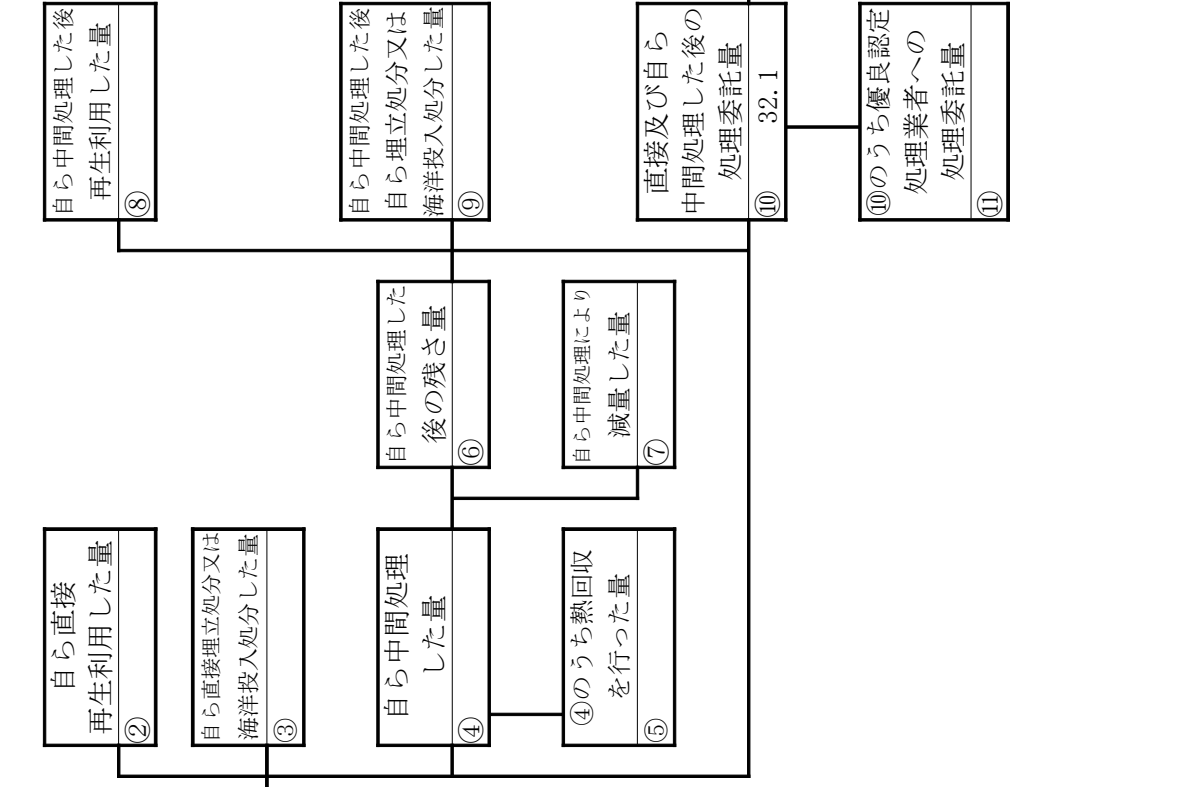 自ら直接
再生利用した量
②
自ら直接埋立処分又は
海洋投入処分した量
③
自ら中間処理
した量
④
④のうち熱回収
を行った量
⑤
自ら中間処理した
後の残さ量
⑥
自ら中間処理により
減量した量
⑦
自ら中間処理した後
再生利用した量
⑧
自ら中間処理した後
自ら埋立処分又は
海洋投入処分した量
⑨
直接及び自ら
中間処理した後の
処理委託量
⑩ 32.1
⑩のうち優良認定
処理業者への
処理委託量
⑪